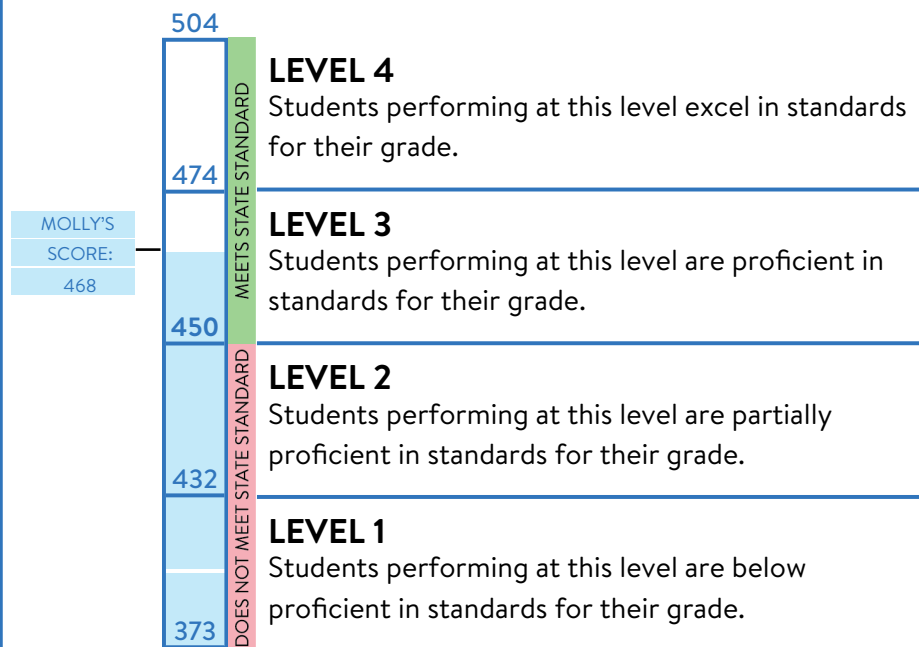 504
MEETS STATE STANDARD
LEVEL 4
Students performing at this level excel in standards
for their grade.
474
LEVEL 3
Students performing at this level are proficient in
standards for their grade.
MOLLY'S
SCORE:
468
450
DOES NOT MEET STATE STANDARD
LEVEL 2
Students performing at this level are partially
proficient in standards for their grade.
432
LEVEL 1
Students performing at this level are below
proficient in standards for their grade.
373